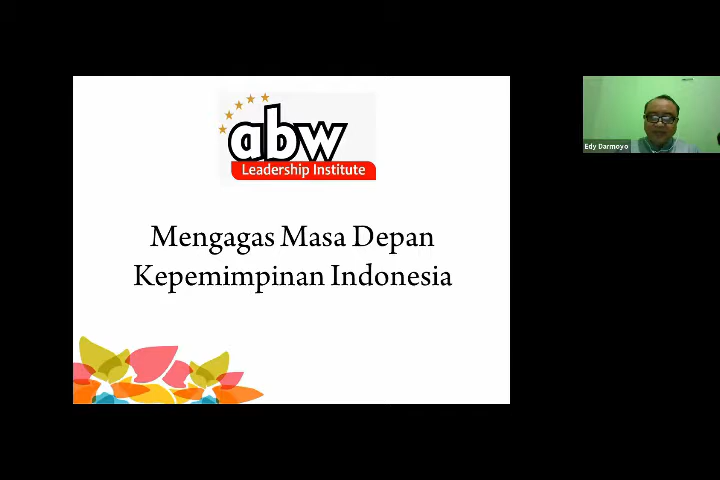 abw
Leadership Institute
Mengagas Masa Depan
Kepemimpinan Indonesia
Edy Darmoyo